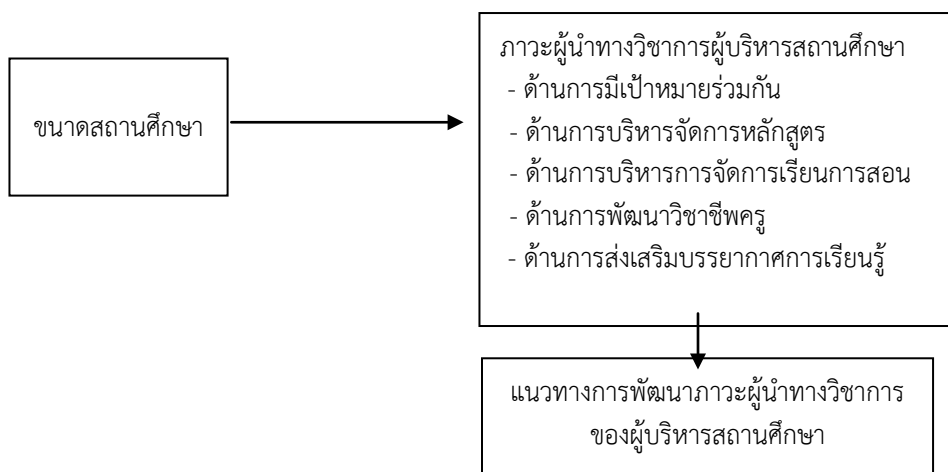 ขนาดสถานศึกษา
ภาวะผู้นำทางวิชาการผู้บริหารสถานศึกษา
- ด้านการมีเป้าหมายร่วมกัน
- ด้านการบริหารจัดการหลักสูตร
- ด้านการบริหารการจัดการเรียนการสอน
- ด้านการพัฒนาวิชาชีพครู
- ด้านการส่งเสริมบรรยากาศการเรียนรู้
แนวทางการพัฒนาภาวะผู้นำทางวิชาการ
ของผู้บริหารสถานศึกษา